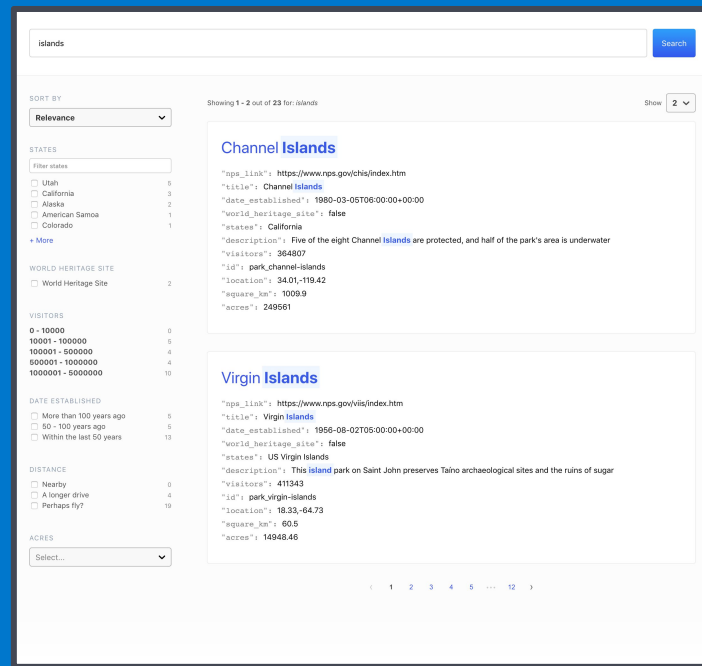 islands
Search
SORT BY
Relevance
STATES
Filter states
Utah 5
California 3
Alaska 2
American Samoa 1
Colorado 1
+ More
WORLD HERITAGE SITE
World Heritage Site 2
VISITORS
0 - 10000 0
10001 - 100000 5
100001 - 500000 4
500001 - 1000000 4
1000001 - 5000000 10
DATE ESTABLISHED
More than 100 years ago 5
50 - 100 years ago 5
Within the last 50 years 13
DISTANCE
Nearby 0
A longer drive 4
Perhaps fly? 19
ACRES
Select...
Showing 1 - 2 out of 23 for: islands
Show 2
Channel Islands
"nps_link": https://www.nps.gov/chis/index.htm
"title": Channel Islands
"date_established": 1980-03-05T06:00:00+00:00
"world_heritage_site": false
"states": California
"description": Five of the eight Channel Islands are protected, and half of the park's area is underwater
"visitors": 364807
"id": park_channel-islands
"location": 34.01,-119.42
"square_km": 1009.9
"acres": 249561
Virgin Islands
"nps_link": https://www.nps.gov/viis/index.htm
"title": Virgin Islands
"date_established": 1956-08-02T05:00:00+00:00
"world_heritage_site": false
"states": US Virgin Islands
"description": This island park on Saint John preserves Taíno archaeological sites and the ruins of sugar
"visitors": 411343
"id": park_virgin-islands
"location": 18.33,-64.73
"square_km": 60.5
"acres": 14948.46
‹ 1 2 3 4 5 ••• 12 ›